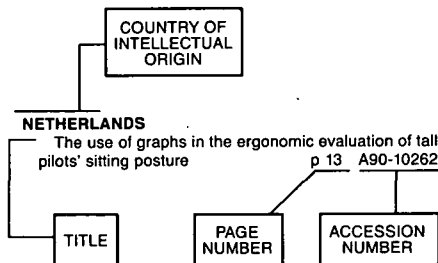 COUNTRY OF
INTELLECTUAL
ORIGIN
NETHERLANDS
The use of graphs in the ergonomic evaluation of tall
pilots' sitting posture p 13 A90-10262
TITLE
PAGE
NUMBER
ACCESSION
NUMBER